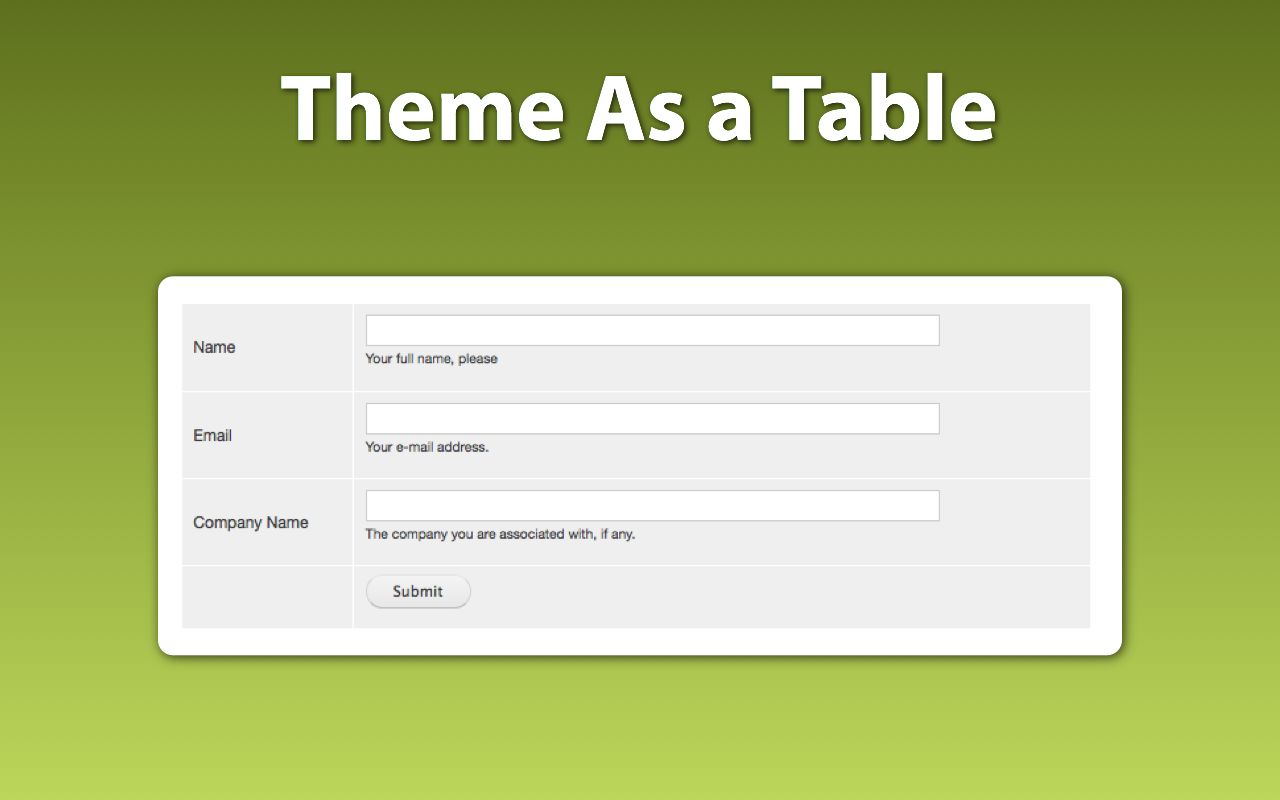 Theme As a Table
Name
Your full name, please
Email
Your e-mail address.
Company Name
The company you are associated with, if any.
Submit